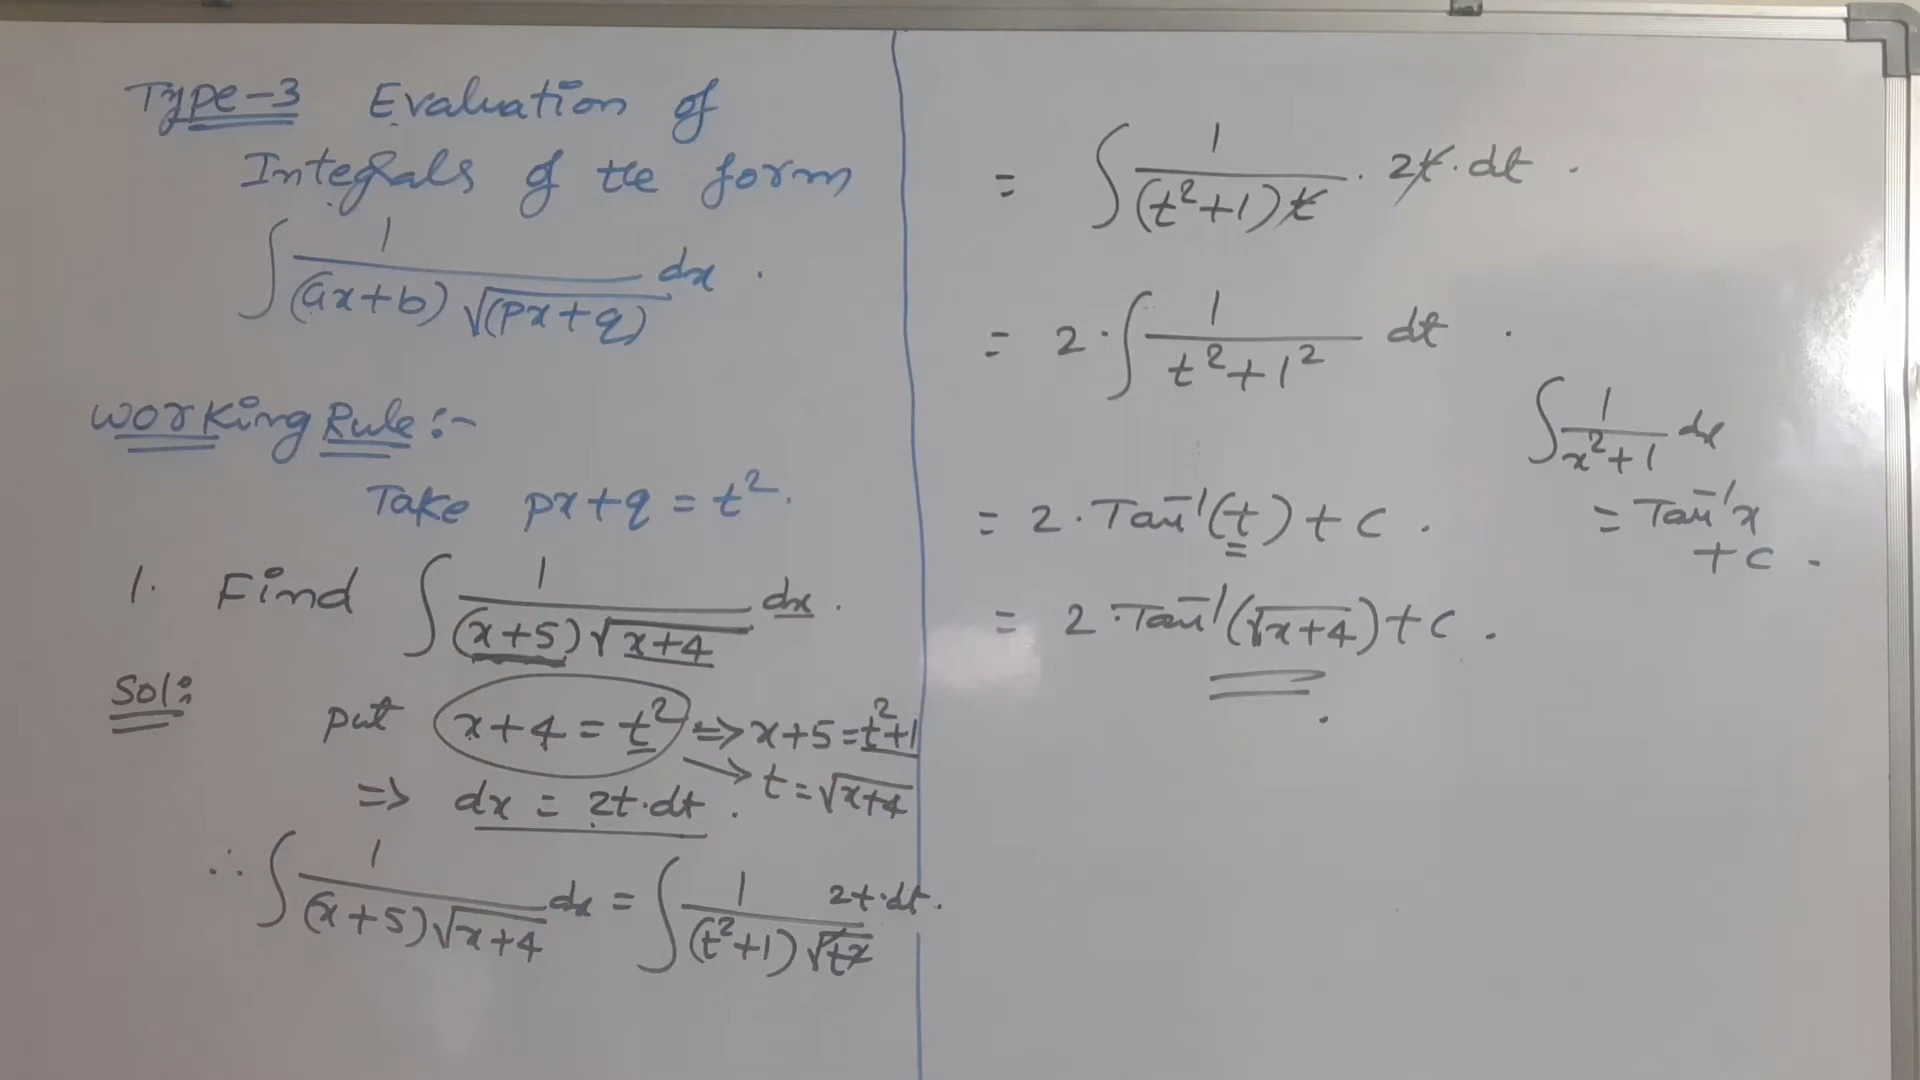 Type-3 Evaluation of
Integrals of the form
∫ 1/((ax+b) √(px+q)) dx .
Working Rule:-
Take px+q = t².
1. Find ∫ 1/((x+5)√(x+4)) dx .
Sol:
put x+4 = t² => x+5 = t²+1
→ t = √(x+4)
=> dx = 2t·dt .
∴ ∫ 1/((x+5)√(x+4)) dx = ∫ 1/((t²+1)√(t²)) 2t·dt.
= ∫ 1/((t²+1)t) · 2t·dt .
= 2·∫ 1/(t²+1²) dt .
∫ 1/(x²+1) dx
= Tan⁻¹x
+c .
= 2·Tan⁻¹(t)+c .
= 2·Tan⁻¹(√(x+4))+c .